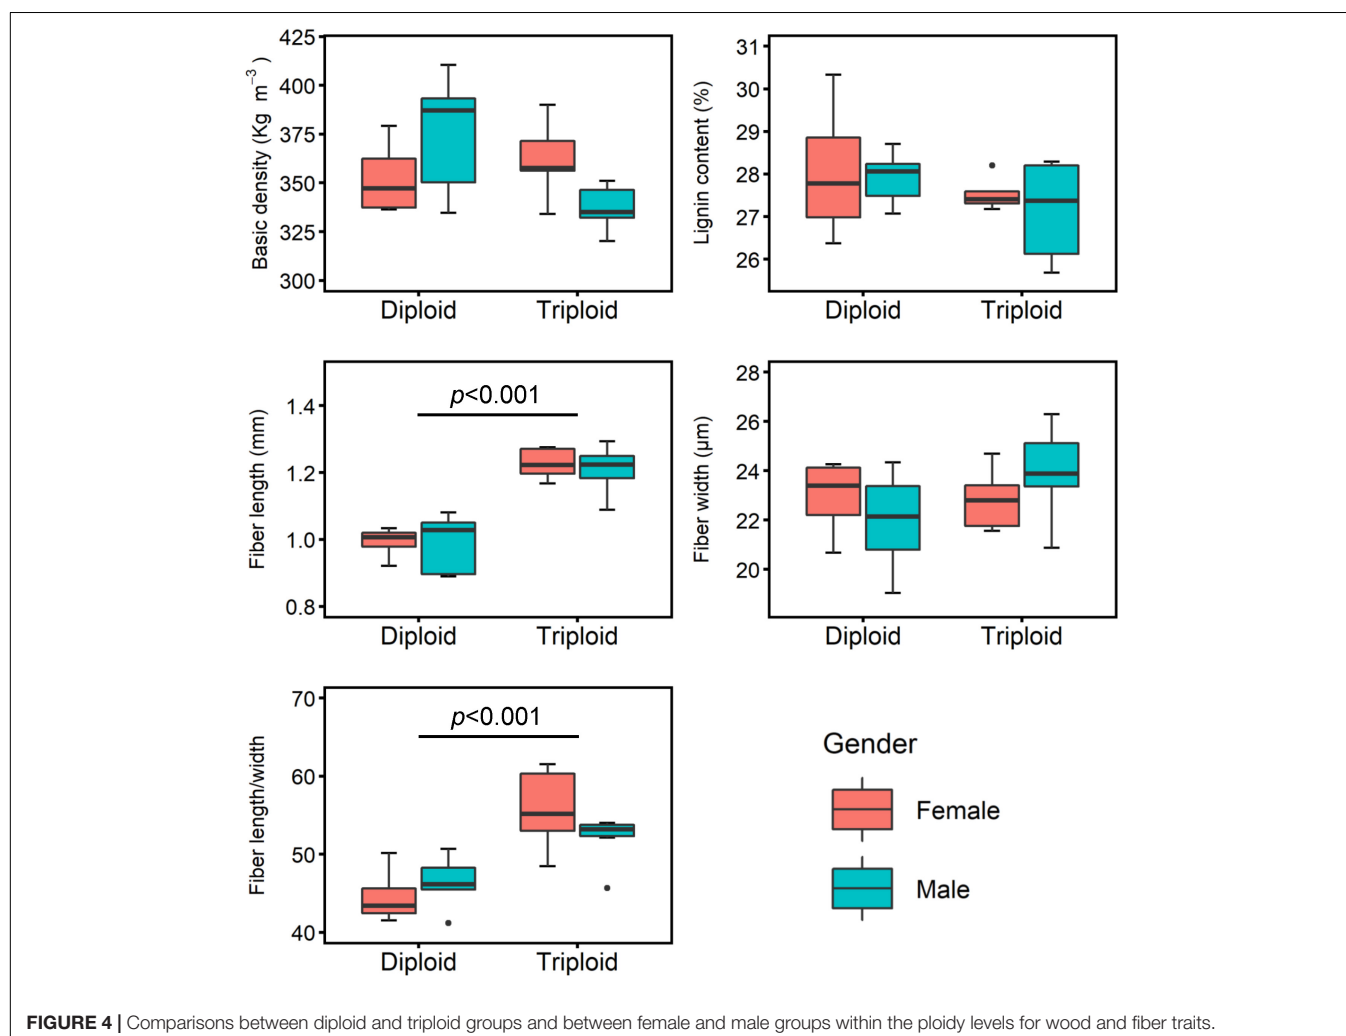 Basic density (Kg m⁻³)
425
400
375
350
325
300
Diploid
Triploid
Lignin content (%)
31
30
29
28
27
26
Diploid
Triploid
Fiber length (mm)
1.4
1.2
1.0
0.8
p<0.001
Diploid
Triploid
Fiber width (µm)
28
26
24
22
20
Diploid
Triploid
Fiber length/width
70
60
50
40
p<0.001
Diploid
Triploid
Gender
Female
Male
FIGURE 4 | Comparisons between diploid and triploid groups and between female and male groups within the ploidy levels for wood and fiber traits.